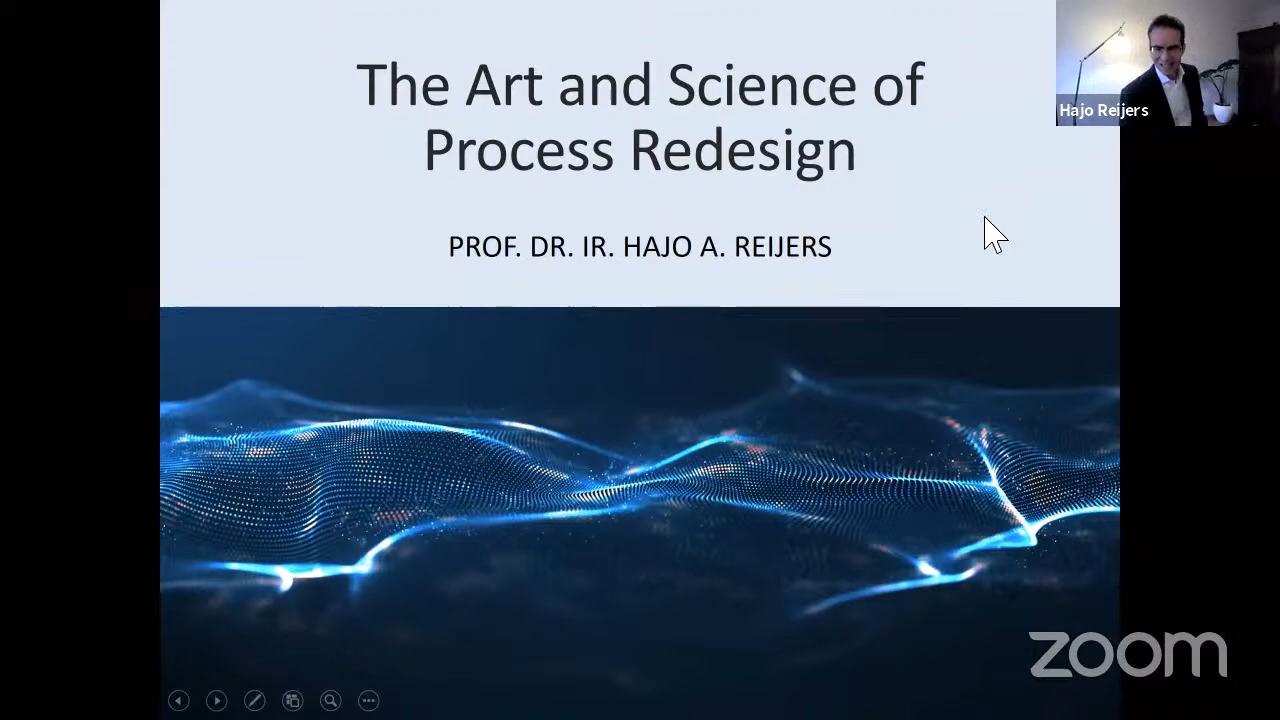 The Art and Science of
Process Redesign
PROF. DR. IR. HAJO A. REIJERS
Hajo Reijers
zoom